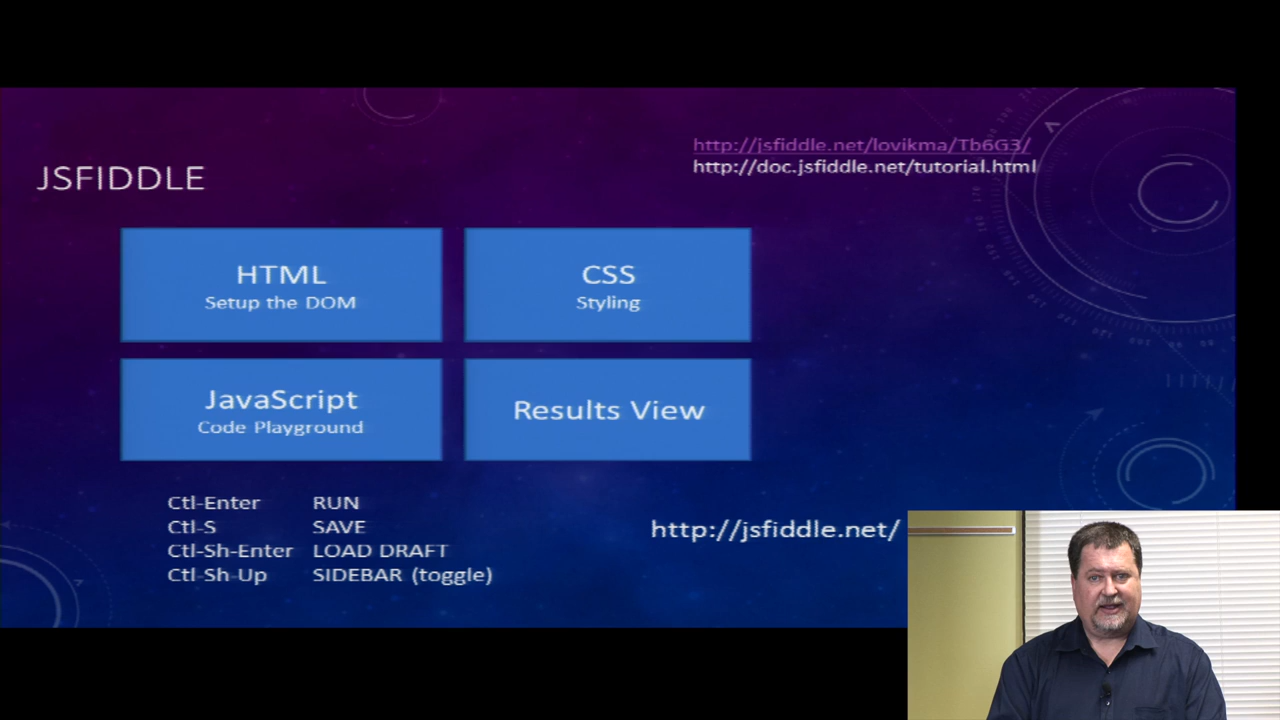 JSFIDDLE
http://jsfiddle.net/lovikma/Tb6G3/
http://doc.jsfiddle.net/tutorial.html
HTML
Setup the DOM
CSS
Styling
JavaScript
Code Playground
Results View
Ctl-Enter RUN
Ctl-S SAVE
Ctl-Sh-Enter LOAD DRAFT
Ctl-Sh-Up SIDEBAR (toggle)
http://jsfiddle.net/